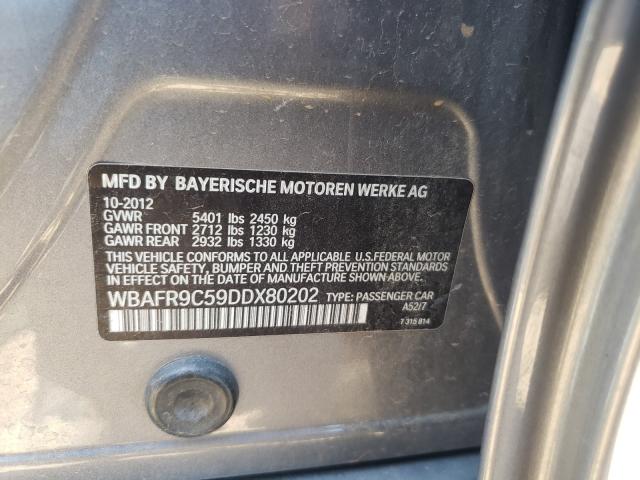 MFD BY BAYERISCHE MOTOREN WERKE AG
10-2012
GVWR 5401 lbs 2450 kg
GAWR FRONT 2712 lbs 1230 kg
GAWR REAR 2932 lbs 1330 kg
THIS VEHICLE CONFORMS TO ALL APPLICABLE U.S.FEDERAL MOTOR
VEHICLE SAFETY, BUMPER AND THEFT PREVENTION STANDARDS
IN EFFECT ON THE DATE OF MANUFACTURE SHOWN ABOVE.
WBAFR9C59DDX80202 TYPE: PASSENGER CAR
A52/7
7 315 814